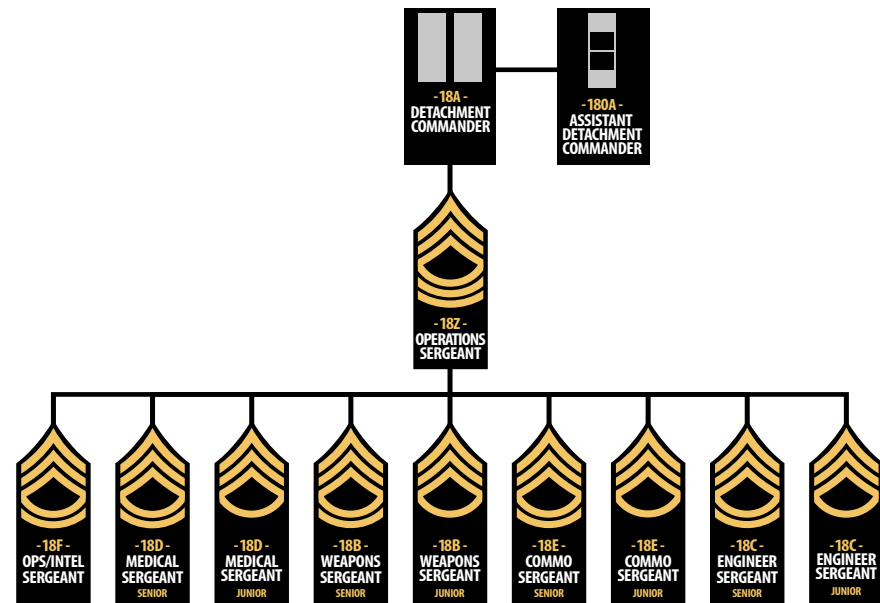 -18A-
DETACHMENT
COMMANDER
-180A-
ASSISTANT
DETACHMENT
COMMANDER
-18Z-
OPERATIONS
SERGEANT
-18F-
OPS/INTEL
SERGEANT
-18D-
MEDICAL
SERGEANT
SENIOR
-18D-
MEDICAL
SERGEANT
JUNIOR
-18B-
WEAPONS
SERGEANT
SENIOR
-18B-
WEAPONS
SERGEANT
JUNIOR
-18E-
COMMO
SERGEANT
SENIOR
-18E-
COMMO
SERGEANT
JUNIOR
-18C-
ENGINEER
SERGEANT
SENIOR
-18C-
ENGINEER
SERGEANT
JUNIOR